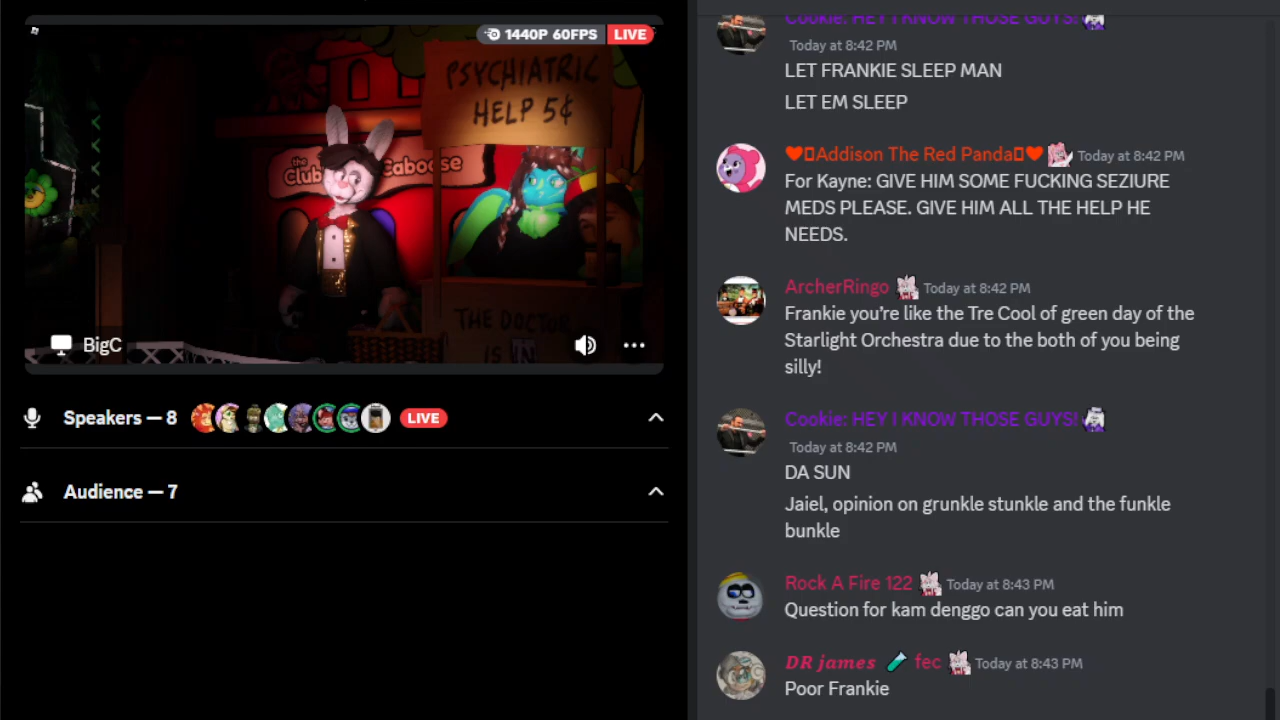 1440P 60FPS LIVE
PSYCHIATRIC
HELP 5¢
the
Club Caboose
THE DOCTOR
IS IN
BigC
Speakers — 8 LIVE
Audience — 7
Cookie: HEY I KNOW THOSE GUYS!
Today at 8:42 PM
LET FRANKIE SLEEP MAN
LET EM SLEEP
♥▯Addison The Red Panda▯♥ Today at 8:42 PM
For Kayne: GIVE HIM SOME FUCKING SEZIURE
MEDS PLEASE. GIVE HIM ALL THE HELP HE
NEEDS.
ArcherRingo Today at 8:42 PM
Frankie you’re like the Tre Cool of green day of the
Starlight Orchestra due to the both of you being
silly!
Cookie: HEY I KNOW THOSE GUYS!
Today at 8:42 PM
DA SUN
Jaiel, opinion on grunkle stunkle and the funkle
bunkle
Rock A Fire 122 Today at 8:43 PM
Question for kam denggo can you eat him
DR james 🧪 fec Today at 8:43 PM
Poor Frankie